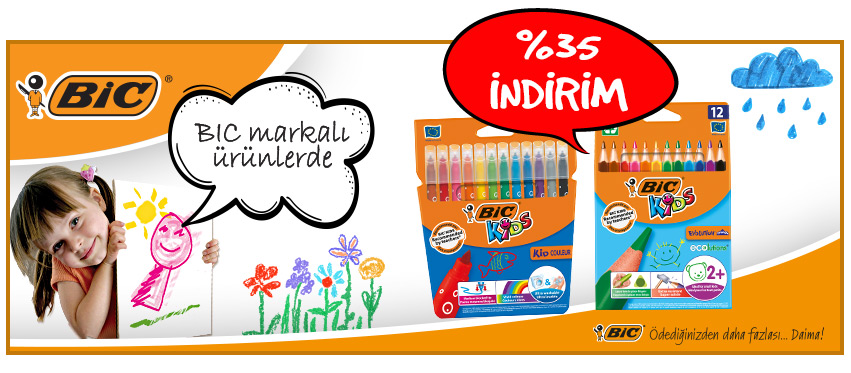 BiC
BIC markalı
ürünlerde
%35
İNDİRİM
BiC
KiDS
Kid COULEUR
12
BiC
KiDS
Evolution
2+
BiC Ödediğinizden daha fazlası... Daima!